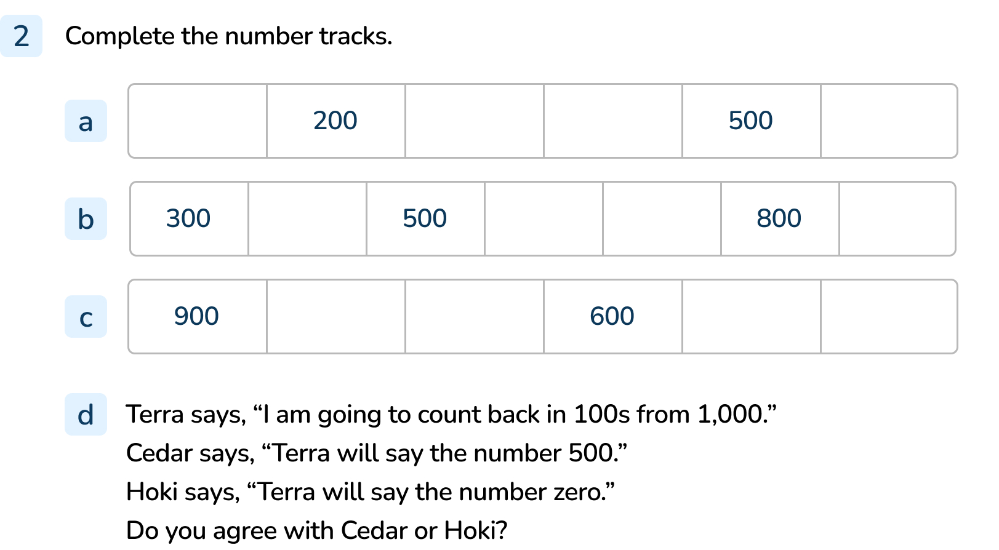 2 Complete the number tracks.
a 200 500
b 300 500 800
c 900 600
d Terra says, “I am going to count back in 100s from 1,000.”
Cedar says, “Terra will say the number 500.”
Hoki says, “Terra will say the number zero.”
Do you agree with Cedar or Hoki?